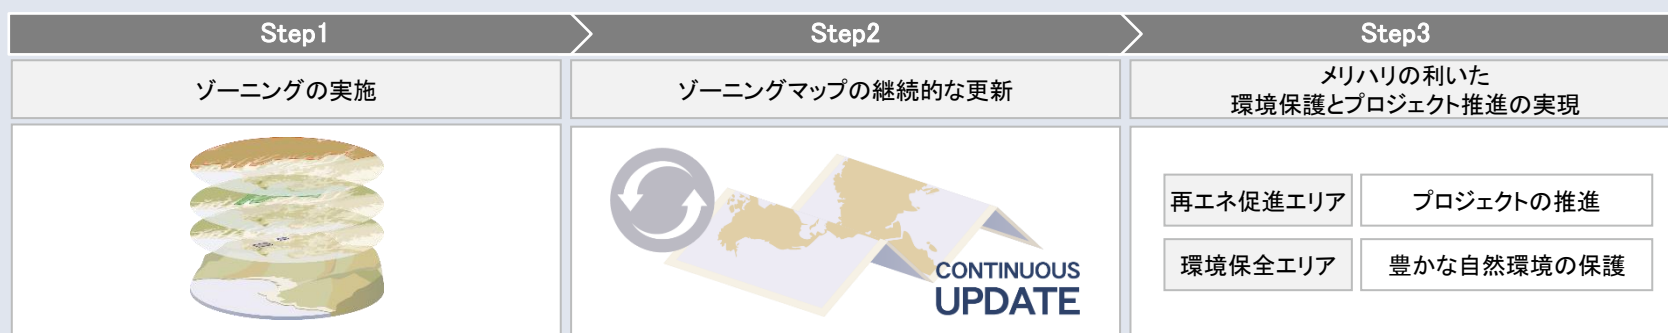 Step1
Step2
Step3
ゾーニングの実施
ゾーニングマップの継続的な更新
メリハリの利いた
環境保護とプロジェクト推進の実現
CONTINUOUS
UPDATE
再エネ促進エリア
プロジェクトの推進
環境保全エリア
豊かな自然環境の保護